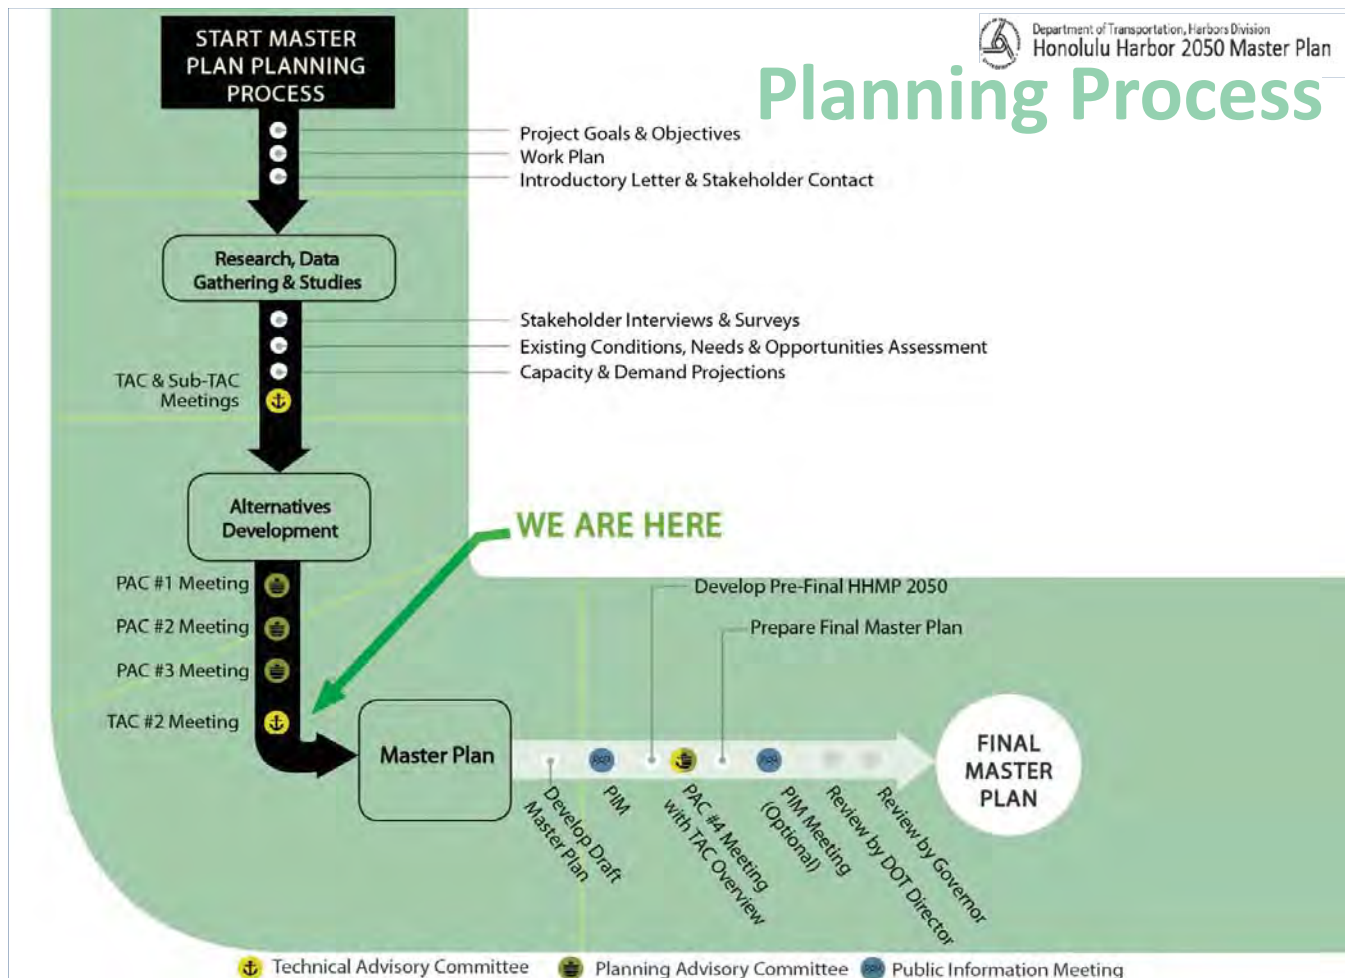 START MASTER
PLAN PLANNING
PROCESS
Department of Transportation, Harbors Division
Honolulu Harbor 2050 Master Plan
Planning Process
Project Goals & Objectives
Work Plan
Introductory Letter & Stakeholder Contact
Research, Data
Gathering & Studies
Stakeholder Interviews & Surveys
Existing Conditions, Needs & Opportunities Assessment
Capacity & Demand Projections
TAC & Sub-TAC
Meetings
Alternatives
Development
WE ARE HERE
PAC #1 Meeting
PAC #2 Meeting
PAC #3 Meeting
TAC #2 Meeting
Develop Pre-Final HHMP 2050
Prepare Final Master Plan
Master Plan
Develop Draft
Master Plan
PIM
PAC #4 Meeting
with TAC Overview
PIM Meeting
(Optional)
Review by DOT Director
Review by Governor
FINAL
MASTER
PLAN
Technical Advisory Committee
Planning Advisory Committee
Public Information Meeting